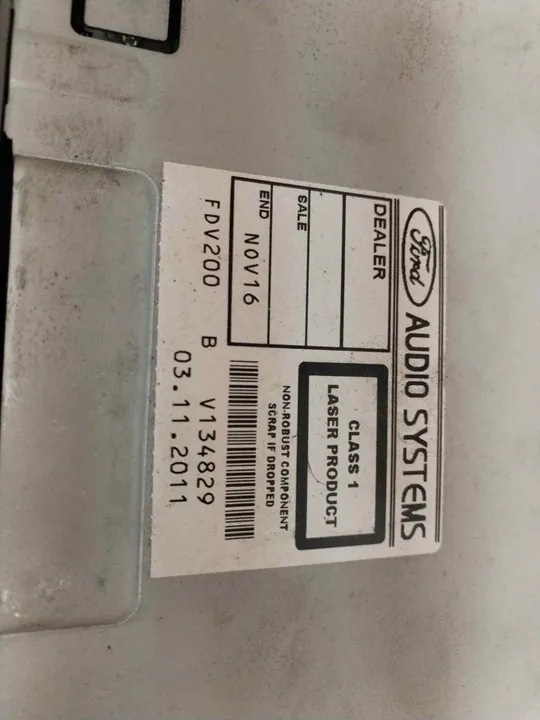 Ford AUDIO SYSTEMS
DEALER
SALE
END NOV16
CLASS 1
LASER PRODUCT
NON-ROBUST COMPONENT
SCRAP IF DROPPED
FDV200 B V134829
03.11.2011